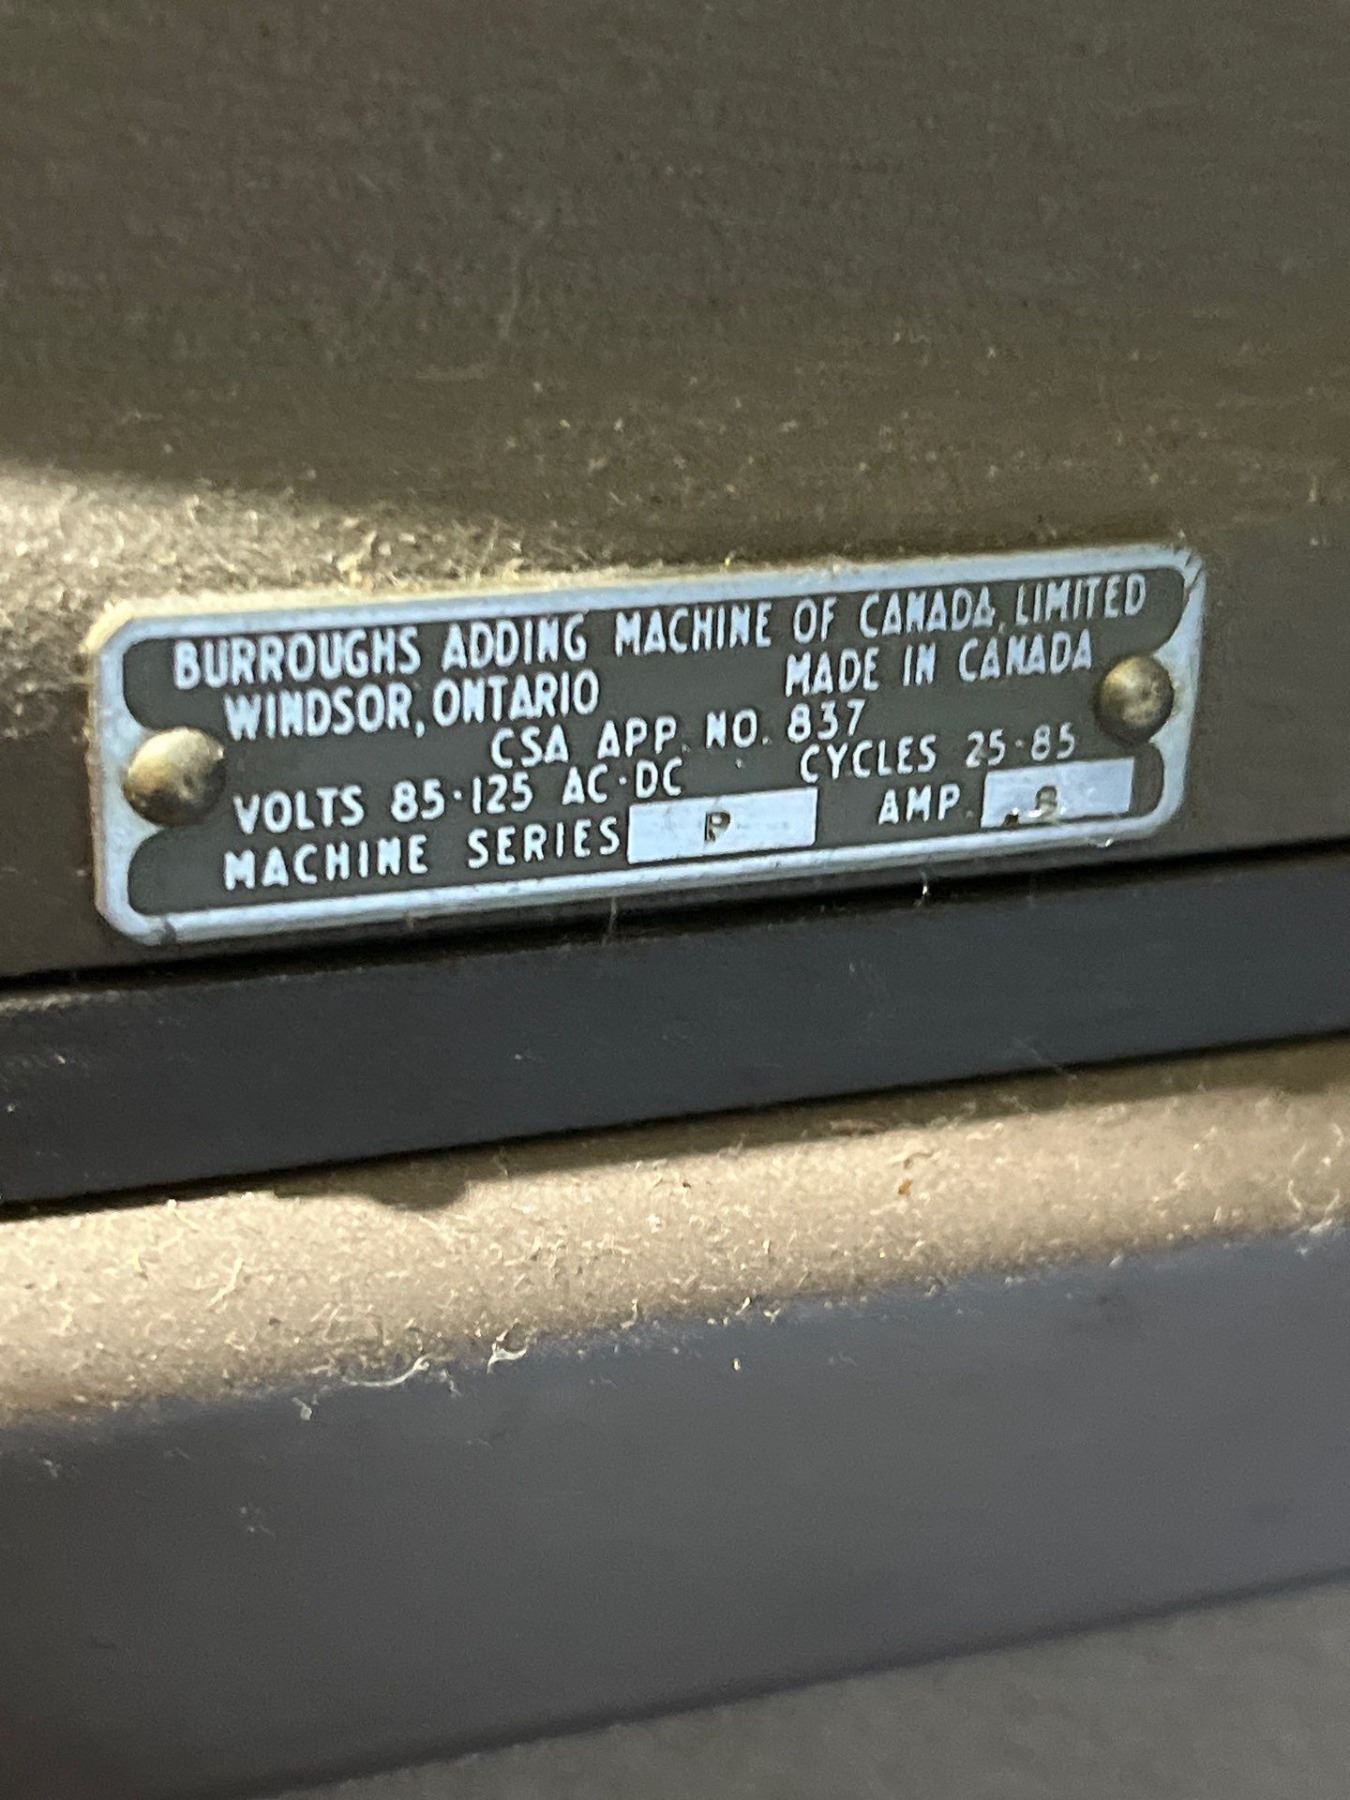 BURROUGHS ADDING MACHINE OF CANADA, LIMITED
WINDSOR, ONTARIO MADE IN CANADA
CSA APP. NO. 837
VOLTS 85-125 AC-DC CYCLES 25-85
MACHINE SERIES P AMP. .8